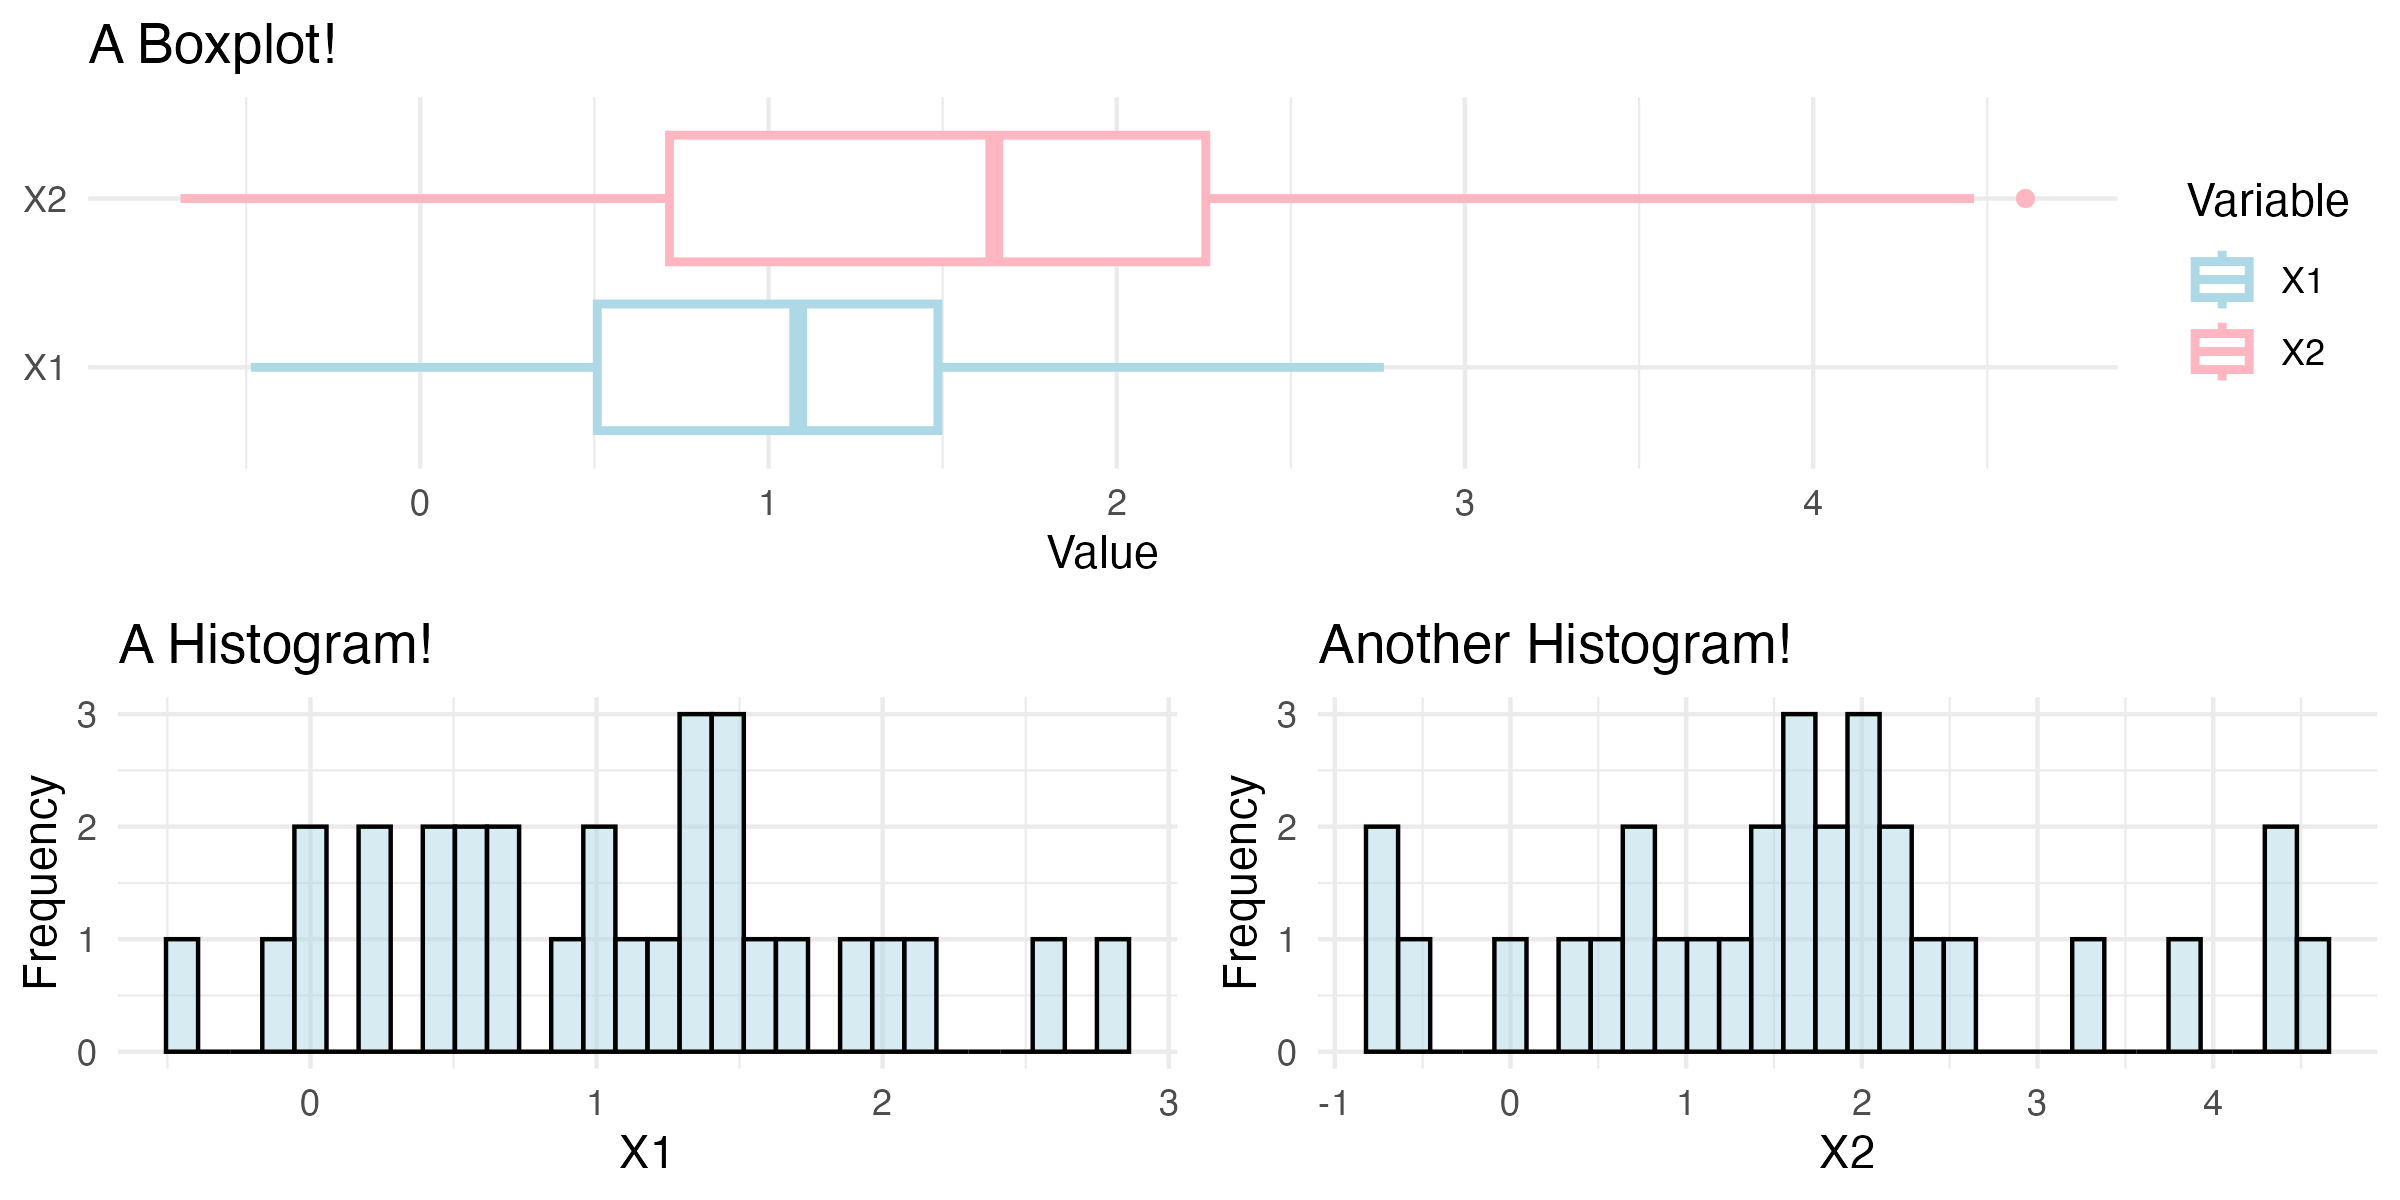 A Boxplot!
X2
X1
0 1 2 3 4
Value
Variable
X1
X2
A Histogram!
Frequency
3
2
1
0
0 1 2 3
X1
Another Histogram!
Frequency
3
2
1
0
-1 0 1 2 3 4
X2